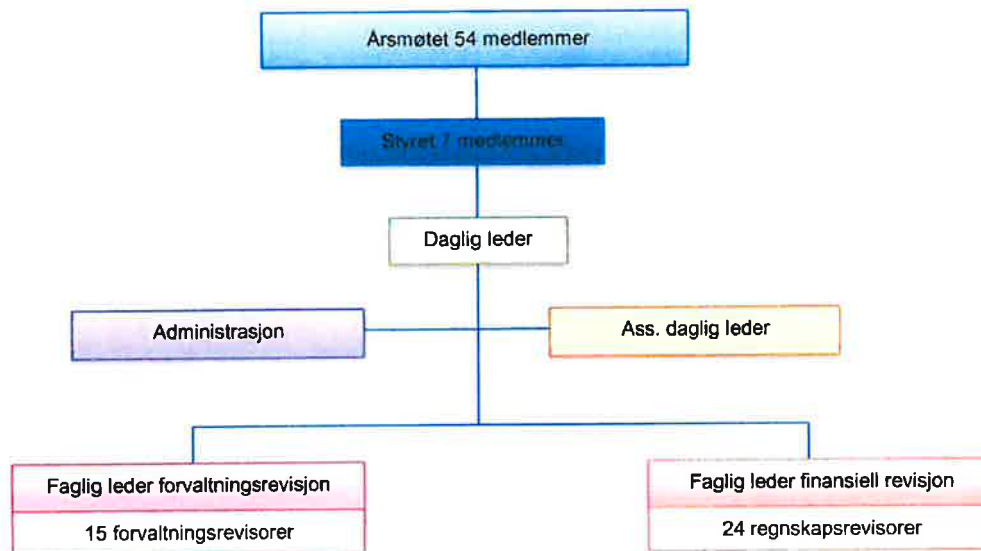 Årsmøtet 54 medlemmer
Styret 7 medlemmer
Daglig leder
Administrasjon
Ass. daglig leder
Faglig leder forvaltningsrevisjon
15 forvaltningsrevisorer
Faglig leder finansiell revisjon
24 regnskapsrevisorer